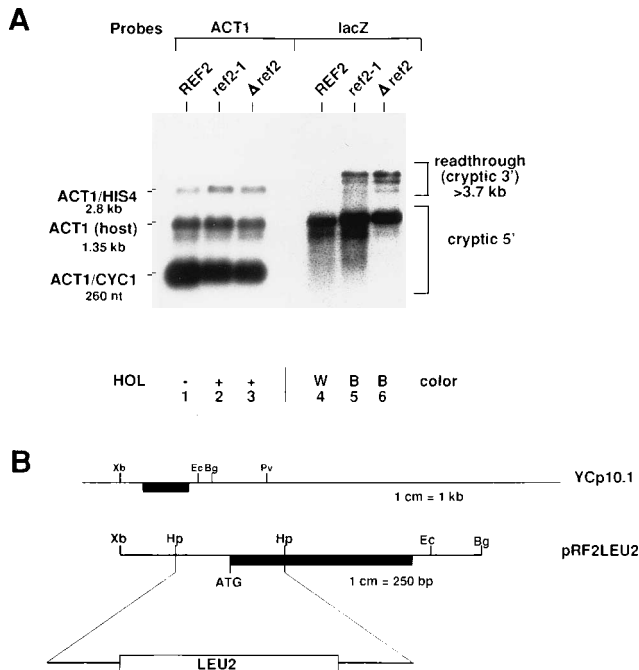 A
Probes ACT1 lacZ
REF2 ref2-1 Δ ref2 REF2 ref2-1 Δ ref2
readthrough
(cryptic 3')
>3.7 kb
ACT1/HIS4
2.8 kb
ACT1 (host)
1.35 kb
cryptic 5'
ACT1/CYC1
260 nt
HOL - + + W B B color
1 2 3 4 5 6
B
Xb Ec Bg Pv
YCp10.1
1 cm = 1 kb
Xb Hp Hp Ec Bg
pRF2LEU2
ATG 1 cm = 250 bp
LEU2